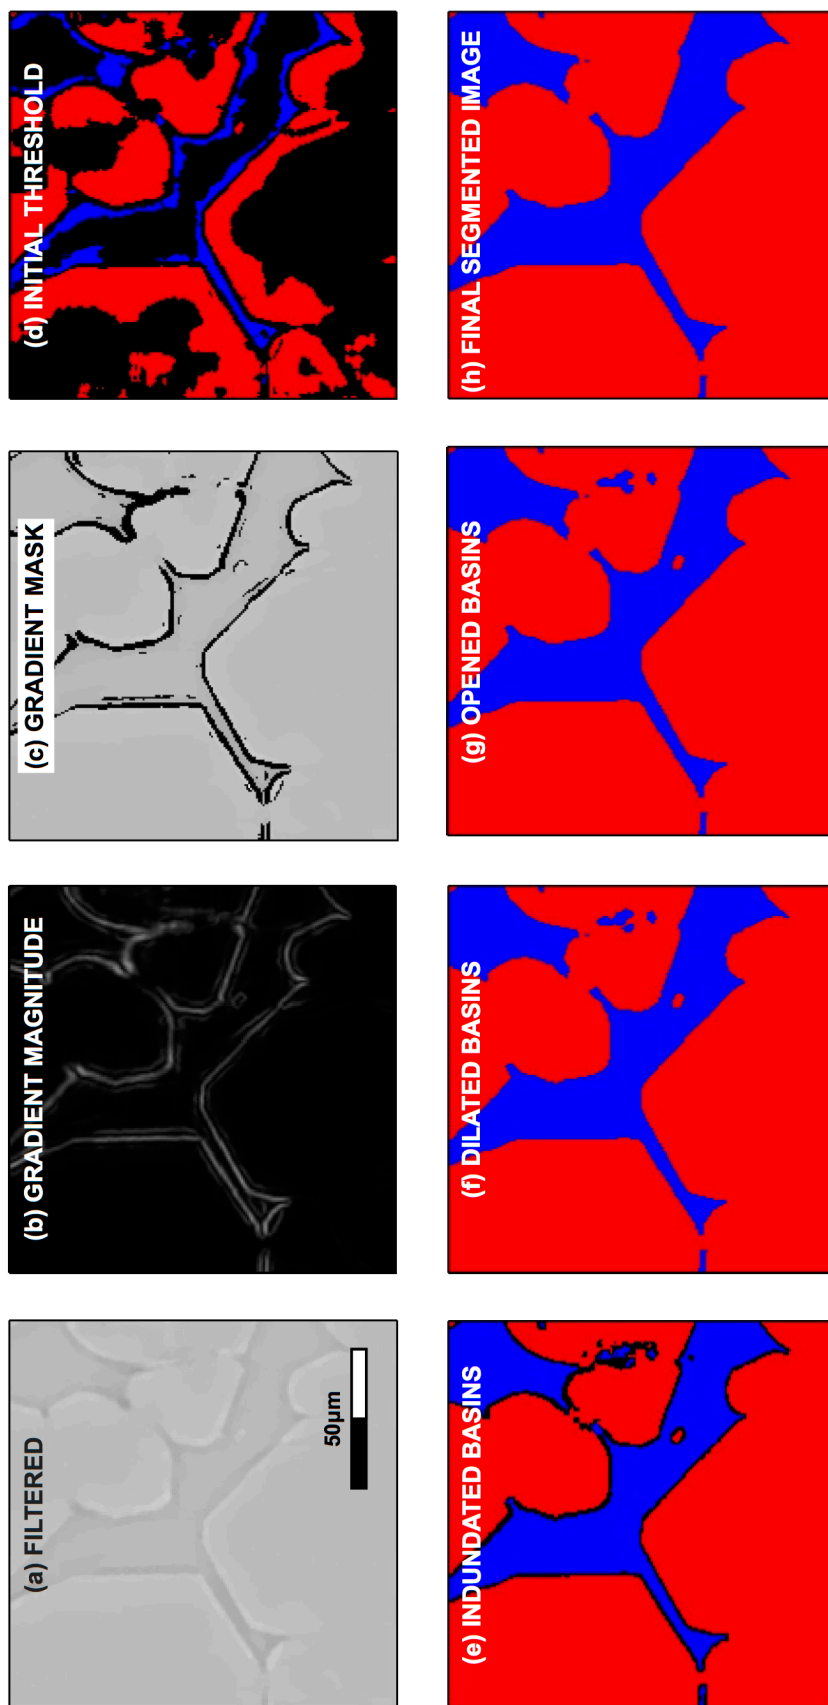 (a) FILTERED
50µm
(b) GRADIENT MAGNITUDE
(c) GRADIENT MASK
(d) INITIAL THRESHOLD
(e) INDUNDATED BASINS
(f) DILATED BASINS
(g) OPENED BASINS
(h) FINAL SEGMENTED IMAGE